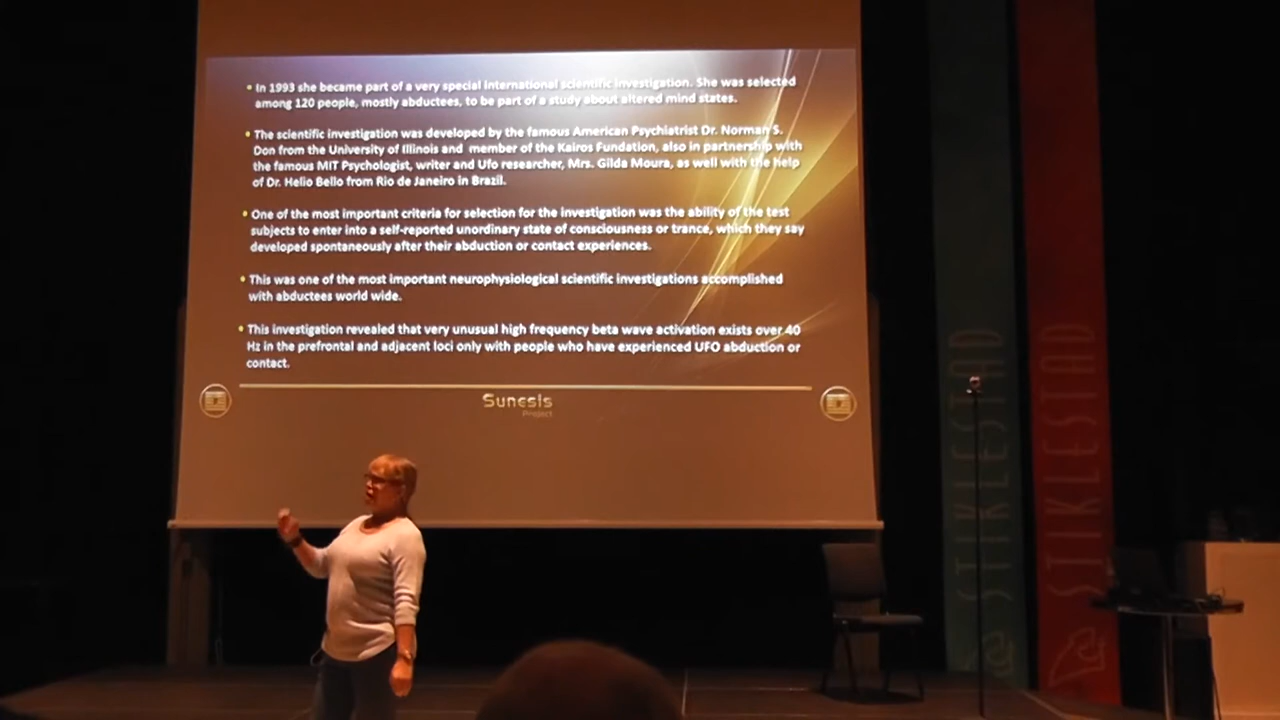 • In 1993 she became part of a very special International scientific investigation. She was selected
among 120 people, mostly abductees, to be part of a study about altered mind states.
• The scientific investigation was developed by the famous American Psychiatrist Dr. Norman S.
Don from the University of Illinois and member of the Kairos Fundation, also in partnership with
the famous MIT Psychologist, writer and Ufo researcher, Mrs. Gilda Moura, as well with the help
of Dr. Helio Bello from Rio de Janeiro in Brazil.
• One of the most important criteria for selection for the investigation was the ability of the test
subjects to enter into a self-reported unordinary state of consciousness or trance, which they say
developed spontaneously after their abduction or contact experiences.
• This was one of the most important neurophysiological scientific investigations accomplished
with abductees world wide.
• This investigation revealed that very unusual high frequency beta wave activation exists over 40
Hz in the prefrontal and adjacent loci only with people who have experienced UFO abduction or
contact.
Sunesis
Project
STIKLESTAD
STIKLESTAD